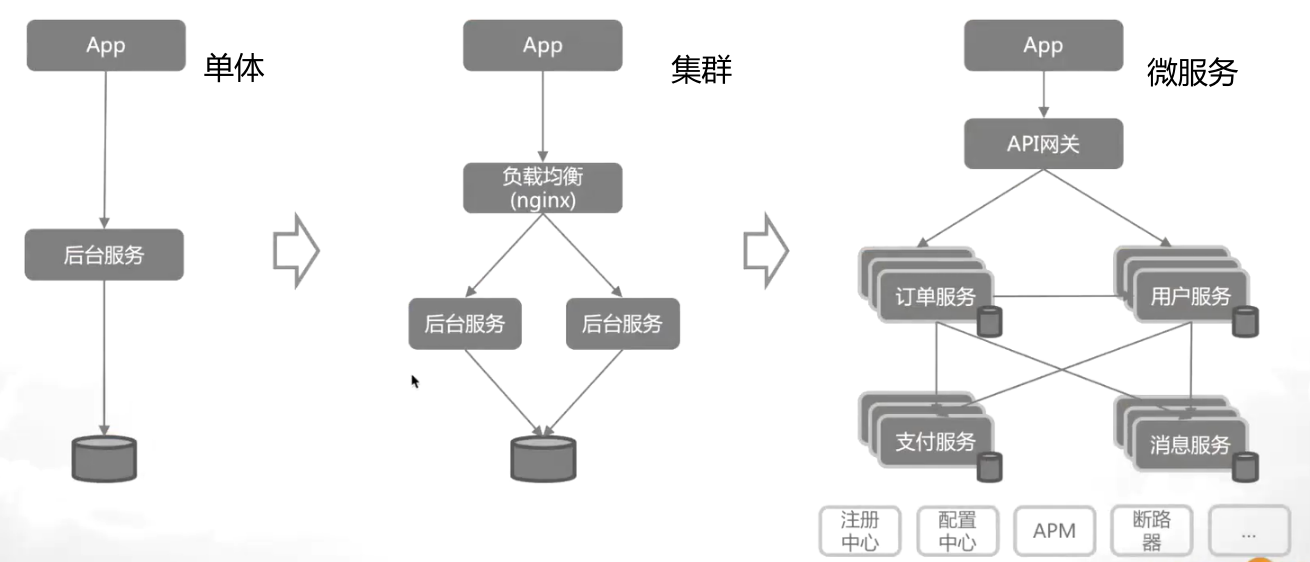 App
单体
后台服务
App
集群
负载均衡
(nginx)
后台服务
后台服务
App
微服务
API网关
订单服务
用户服务
支付服务
消息服务
注册
中心
配置
中心
APM
断路
器
...